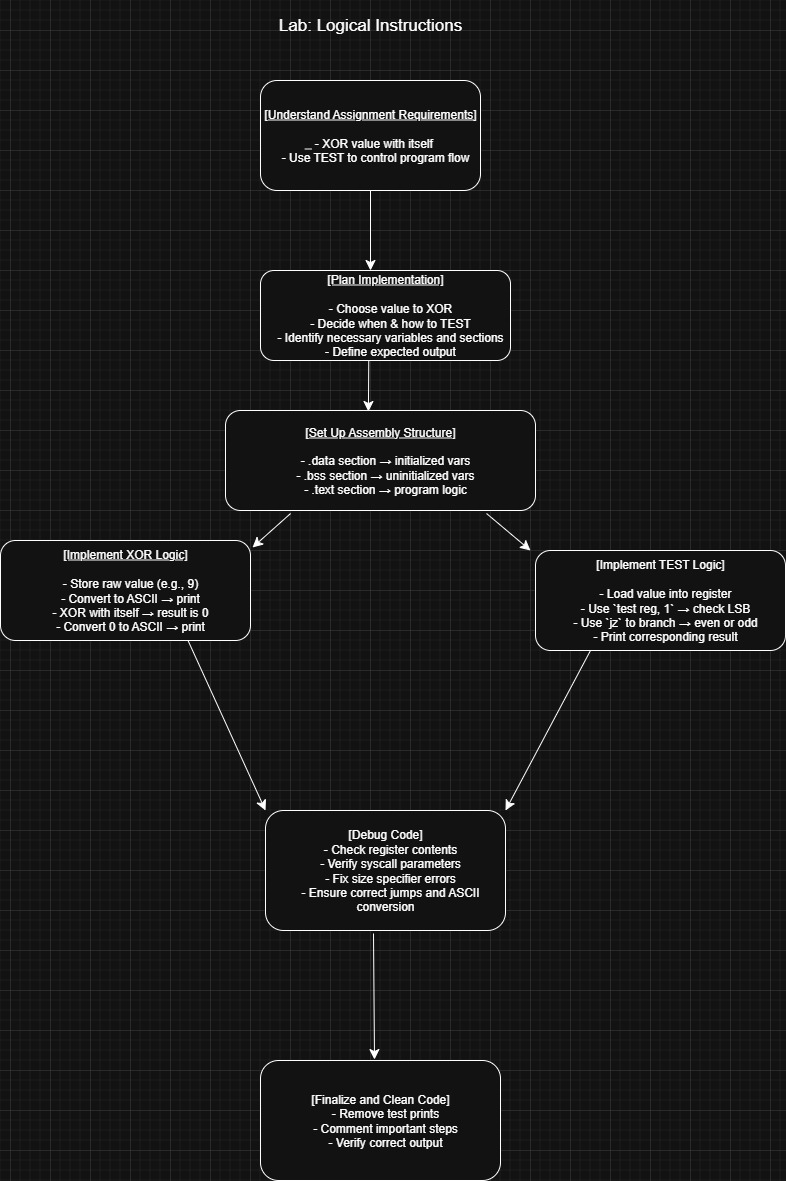 Lab: Logical Instructions
[Understand Assignment Requirements]
_ - XOR value with itself
- Use TEST to control program flow
[Plan Implementation]
- Choose value to XOR
- Decide when & how to TEST
- Identify necessary variables and sections
- Define expected output
[Set Up Assembly Structure]
- .data section → initialized vars
- .bss section → uninitialized vars
- .text section → program logic
[Implement XOR Logic]
- Store raw value (e.g., 9)
- Convert to ASCII → print
- XOR with itself → result is 0
- Convert 0 to ASCII → print
[Implement TEST Logic]
- Load value into register
- Use `test reg, 1` → check LSB
- Use `jz` to branch → even or odd
- Print corresponding result
[Debug Code]
- Check register contents
- Verify syscall parameters
- Fix size specifier errors
- Ensure correct jumps and ASCII
conversion
[Finalize and Clean Code]
- Remove test prints
- Comment important steps
- Verify correct output